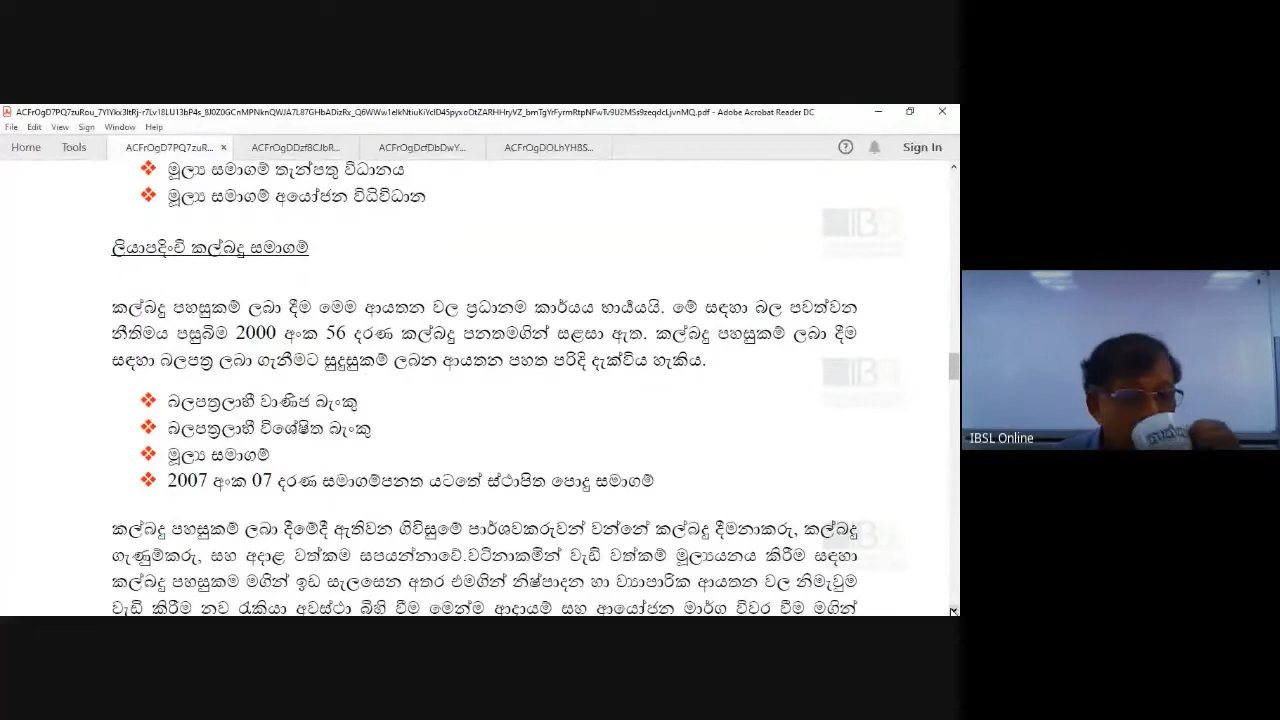 ACFrOgD7PQ7zuRou_7YlYkx3ltRj-r7Lv18LU13bP4s_8J0Z0GCnMPNknQWJA7L87GHbADizRx_Q6WWw1elkNtiuKiYclD45pyxoOtZARHHryVZ_bmTgYrFyrmRtpNFwTv9U2MSs9zeqdcLjvnMQ.pdf - Adobe Acrobat Reader DC
File Edit View Sign Window Help
Home Tools ACFrOgD7PQ7zuR... × ACFrOgDDzf8CJbR... ACFrOgDcfDbDwY... ACFrOgDOLhYH8S... Sign In
❖ මූල්‍ය සමාගම් තැන්පතු විධානය
❖ මූල්‍ය සමාගම් අයෝජන විධිවිධාන
ලියාපදිංචි කල්බදු සමාගම්
කල්බදු පහසුකම් ලබා දීම මෙම ආයතන වල ප්‍රධානම කාර්යය භාර්යයයි. මේ සඳහා බල පවත්වන
නීතිමය පසුබිම 2000 අංක 56 දරණ කල්බදු පනතමගින් සළසා ඇත. කල්බදු පහසුකම් ලබා දීම
සඳහා බලපත්‍ර ලබා ගැනීමට සුදුසුකම් ලබන ආයතන පහත පරිදි දැක්විය හැකිය.
❖ බලපත්‍රලාභී වාණිජ බැංකු
❖ බලපත්‍රලාභී විශේෂිත බැංකු
❖ මූල්‍ය සමාගම්
❖ 2007 අංක 07 දරණ සමාගම්පනත යටතේ ස්ථාපිත පොදු සමාගම්
කල්බදු පහසුකම් ලබා දීමේදී ඇතිවන ගිවිසුමේ පාර්ශවකරුවන් වන්නේ කල්බදු දීමනාකරු, කල්බදු
ගැණුම්කරු, සහ අදාළ වත්කම සපයන්නාවේ.වටිනාකමින් වැඩි වත්කම් මූල්‍යයනය කිරීම සඳහා
කල්බදු පහසුකම මගින් ඉඩ සැලසෙන අතර එමගින් නිෂ්පාදන හා ව්‍යාපාරික ආයතන වල නිමැවුම
වැඩි කිරීම නව රැකියා අවස්ථා බිහි වීම මෙන්ම ආදායම් සහ ආයෝජන මාර්ග විවර වීම මගින්
IBSL Online